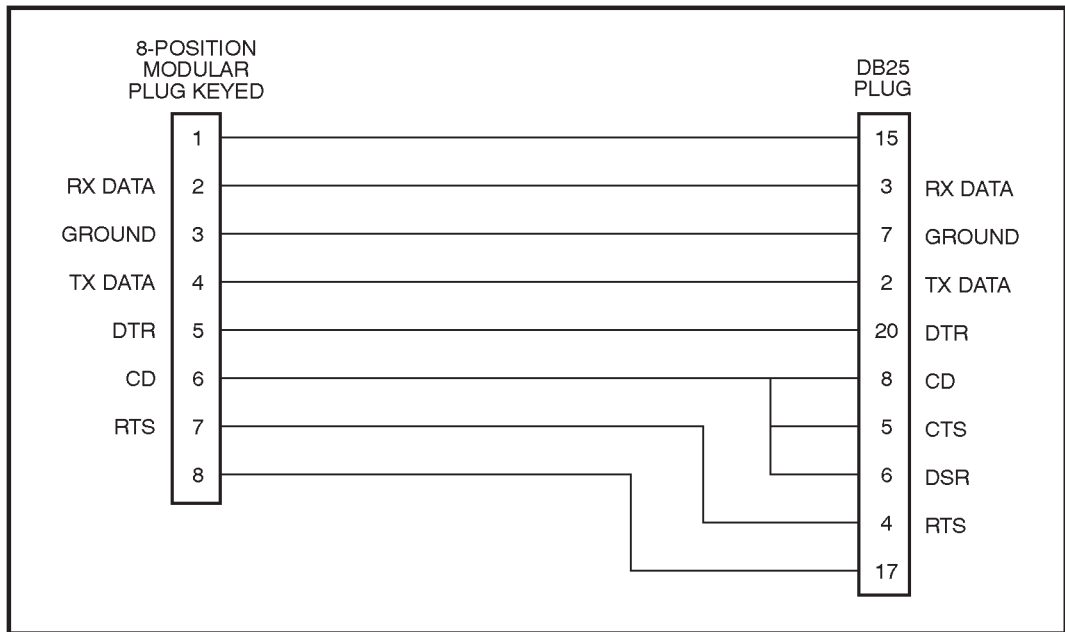 8-POSITION
MODULAR
PLUG KEYED
DB25
PLUG
1 15
RX DATA 2 3 RX DATA
GROUND 3 7 GROUND
TX DATA 4 2 TX DATA
DTR 5 20 DTR
CD 6 8 CD
RTS 7 5 CTS
8 6 DSR
4 RTS
17